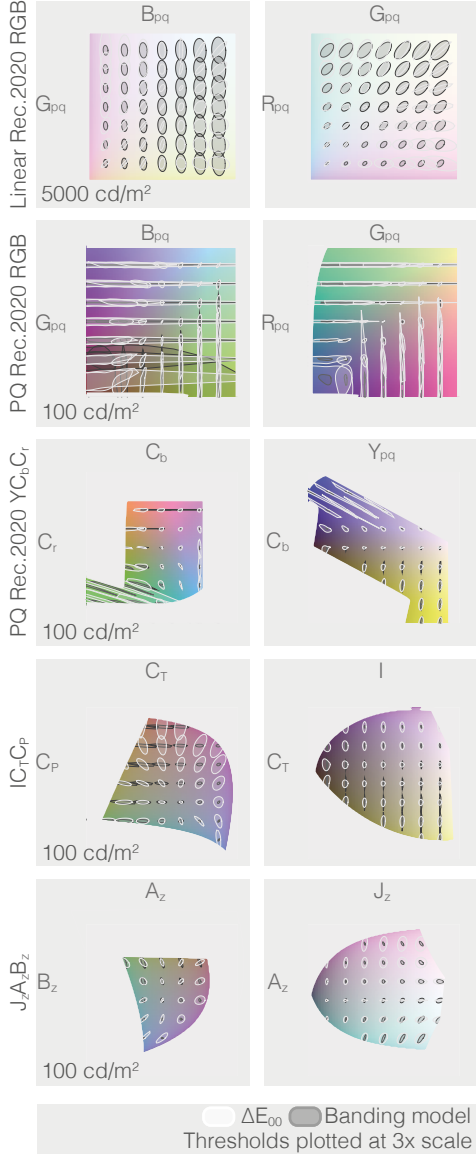 Linear Rec.2020 RGB
Bpq
Gpq
5000 cd/m²
Gpq
Rpq
PQ Rec.2020 RGB
Bpq
Gpq
100 cd/m²
Gpq
Rpq
PQ Rec.2020 YCbCr
Cb
Cr
100 cd/m²
Ypq
Cb
ICTCP
CT
CP
100 cd/m²
I
CT
JzAzBz
Az
Bz
100 cd/m²
Jz
Az
ΔE00 Banding model
Thresholds plotted at 3x scale